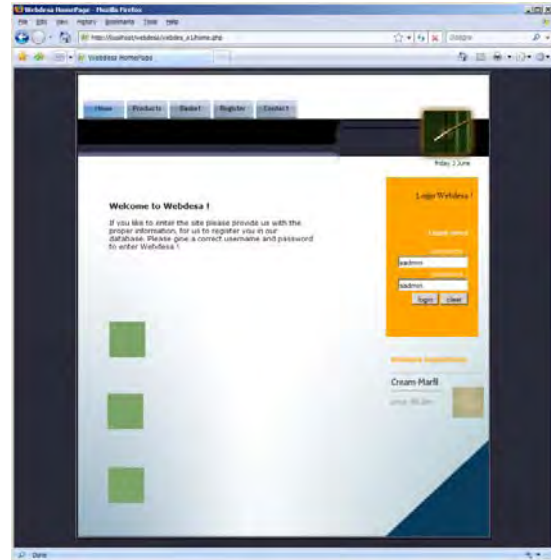 Webdesa HomePage - Mozilla Firefox
File Edit View History Bookmarks Tools Help
Webdesa HomePage
Home Products Basket Register Contact
Friday 3 June
Login Webdesa !
Welcome to Webdesa !
If you like to enter the site please provide us with the
proper information, for us to register you in our
database. Please give a correct username and password
to enter Webdesa !
sadmin
sadmin
login clear
Cream Marfil
Done